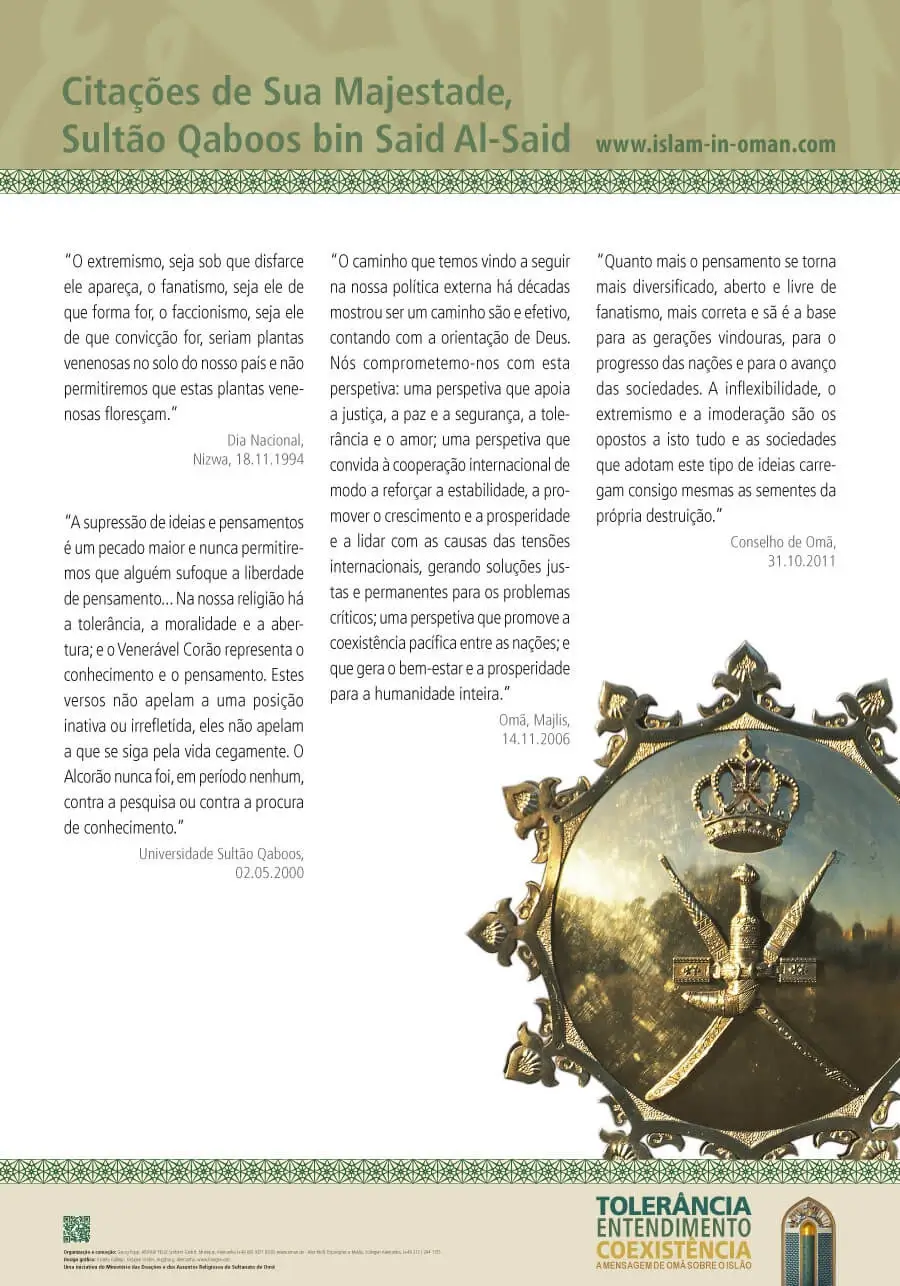 Citações de Sua Majestade,
Sultão Qaboos bin Said Al-Said www.islam-in-oman.com
“O extremismo, seja sob que disfarce
ele apareça, o fanatismo, seja ele de
que forma for, o faccionismo, seja ele
de que convicção for, seriam plantas
venenosas no solo do nosso país e não
permitiremos que estas plantas vene-
nosas floresçam.”
Dia Nacional,
Nizwa, 18.11.1994
“A supressão de ideias e pensamentos
é um pecado maior e nunca permitire-
mos que alguém sufoque a liberdade
de pensamento... Na nossa religião há
a tolerância, a moralidade e a aber-
tura; e o Venerável Corão representa o
conhecimento e o pensamento. Estes
versos não apelam a uma posição
inativa ou irrefletida, eles não apelam
a que se siga pela vida cegamente. O
Alcorão nunca foi, em período nenhum,
contra a pesquisa ou contra a procura
de conhecimento.”
Universidade Sultão Qaboos,
02.05.2000
“O caminho que temos vindo a seguir
na nossa política externa há décadas
mostrou ser um caminho são e efetivo,
contando com a orientação de Deus.
Nós comprometemo-nos com esta
perspetiva: uma perspetiva que apoia
a justiça, a paz e a segurança, a tole-
rância e o amor; uma perspetiva que
convida à cooperação internacional de
modo a reforçar a estabilidade, a pro-
mover o crescimento e a prosperidade
e a lidar com as causas das tensões
internacionais, gerando soluções jus-
tas e permanentes para os problemas
críticos; uma perspetiva que promove a
coexistência pacífica entre as nações; e
que gera o bem-estar e a prosperidade
para a humanidade inteira.”
Omã, Majlis,
14.11.2006
“Quanto mais o pensamento se torna
mais diversificado, aberto e livre de
fanatismo, mais correta e sã é a base
para as gerações vindouras, para o
progresso das nações e para o avanço
das sociedades. A inflexibilidade, o
extremismo e a imoderação são os
opostos a isto tudo e as sociedades
que adotam este tipo de ideias carre-
gam consigo mesmas as sementes da
própria destruição.”
Conselho de Omã,
31.10.2011
Organização e conceção:
Design gráfico:
Uma iniciativa do Ministério das Doações e dos Assuntos Religiosos do Sultanato de Omã
TOLERÂNCIA
ENTENDIMENTO
COEXISTÊNCIA
A MENSAGEM DE OMÃ SOBRE O ISLÃO